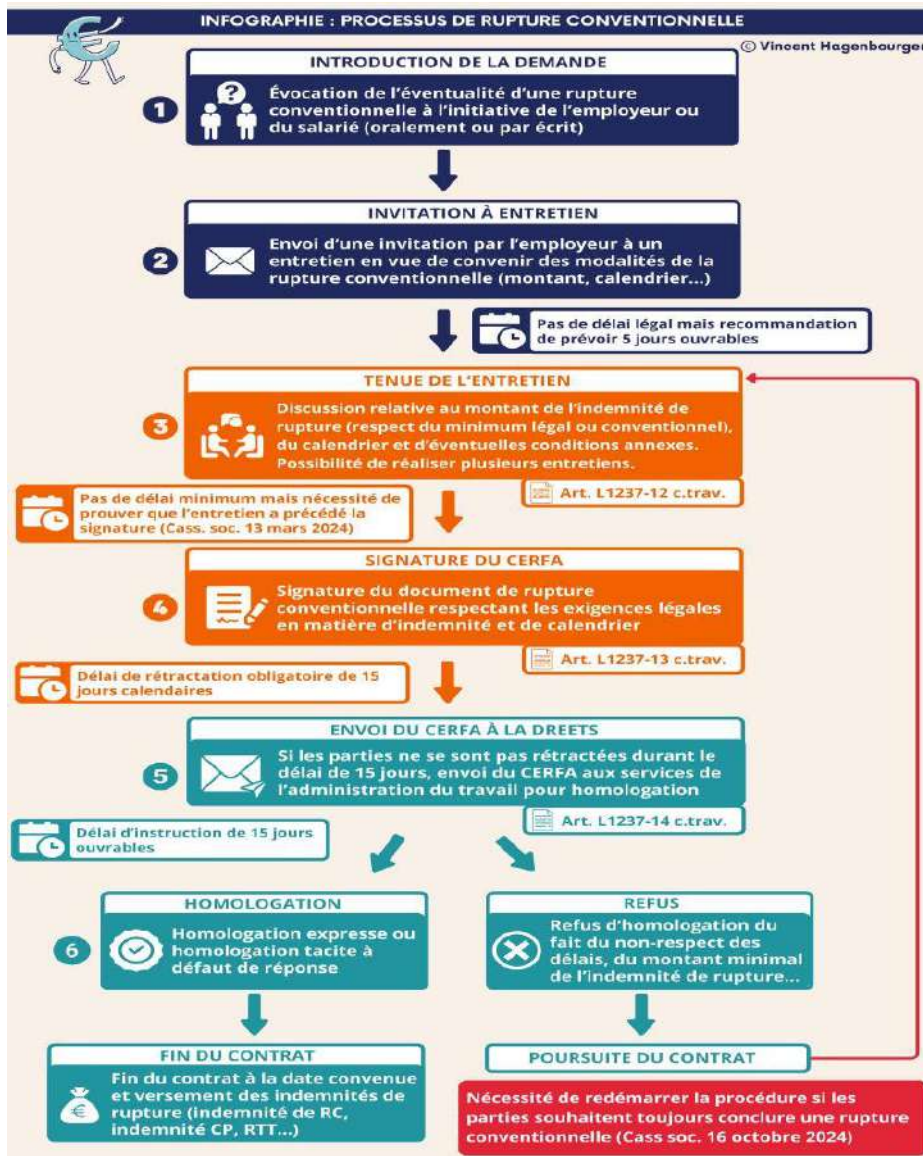 INFOGRAPHIE : PROCESSUS DE RUPTURE CONVENTIONNELLE
© Vincent Hagenbourger
INTRODUCTION DE LA DEMANDE
1
?
Évocation de l'éventualité d'une rupture
conventionnelle à l'initiative de l'employeur ou
du salarié (oralement ou par écrit)
INVITATION À ENTRETIEN
2
Envoi d'une invitation par l'employeur à un
entretien en vue de convenir des modalités de la
rupture conventionnelle (montant, calendrier...)
Pas de délai légal mais recommandation
de prévoir 5 jours ouvrables
TENUE DE L'ENTRETIEN
3
Discussion relative au montant de l'indemnité de
rupture (respect du minimum légal ou conventionnel),
du calendrier et d'éventuelles conditions annexes.
Possibilité de réaliser plusieurs entretiens.
Art. L1237-12 c.trav.
Pas de délai minimum mais nécessité de
prouver que l'entretien a précédé la
signature (Cass. soc. 13 mars 2024)
SIGNATURE DU CERFA
4
Signature du document de rupture
conventionnelle respectant les exigences légales
en matière d'indemnité et de calendrier
Art. L1237-13 c.trav.
Délai de rétractation obligatoire de 15
jours calendaires
ENVOI DU CERFA À LA DREETS
5
Si les parties ne se sont pas rétractées durant le
délai de 15 jours, envoi du CERFA aux services de
l'administration du travail pour homologation
Art. L1237-14 c.trav.
Délai d'instruction de 15 jours
ouvrables
HOMOLOGATION
6
Homologation expresse ou
homologation tacite à
défaut de réponse
REFUS
Refus d'homologation du
fait du non-respect des
délais, du montant minimal
de l'indemnité de rupture...
FIN DU CONTRAT
€
Fin du contrat à la date convenue
et versement des indemnités de
rupture (indemnité de RC,
indemnité CP, RTT...)
POURSUITE DU CONTRAT
Nécessité de redémarrer la procédure si les
parties souhaitent toujours conclure une rupture
conventionnelle (Cass soc. 16 octobre 2024)